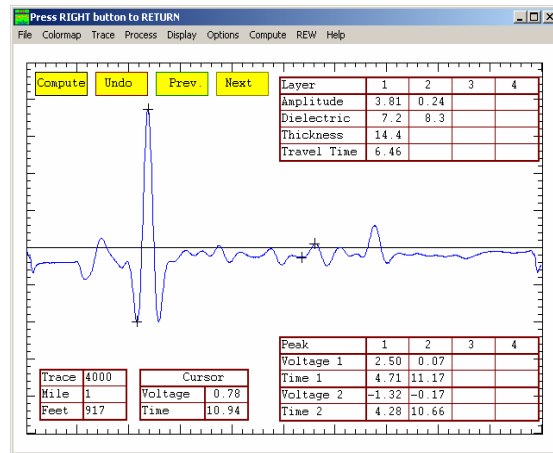 Press RIGHT button to RETURN
File Colormap Trace Process Display Options Compute REW Help
Compute Undo Prev. Next
Layer 1 2 3 4
Amplitude 3.81 0.24
Dielectric 7.2 8.3
Thickness 14.4
Travel Time 6.46
Peak 1 2 3 4
Voltage 1 2.50 0.07
Time 1 4.71 11.17
Voltage 2 -1.32 -0.17
Time 2 4.28 10.66
Trace 4000
Mile 1
Feet 917
Cursor
Voltage 0.78
Time 10.94